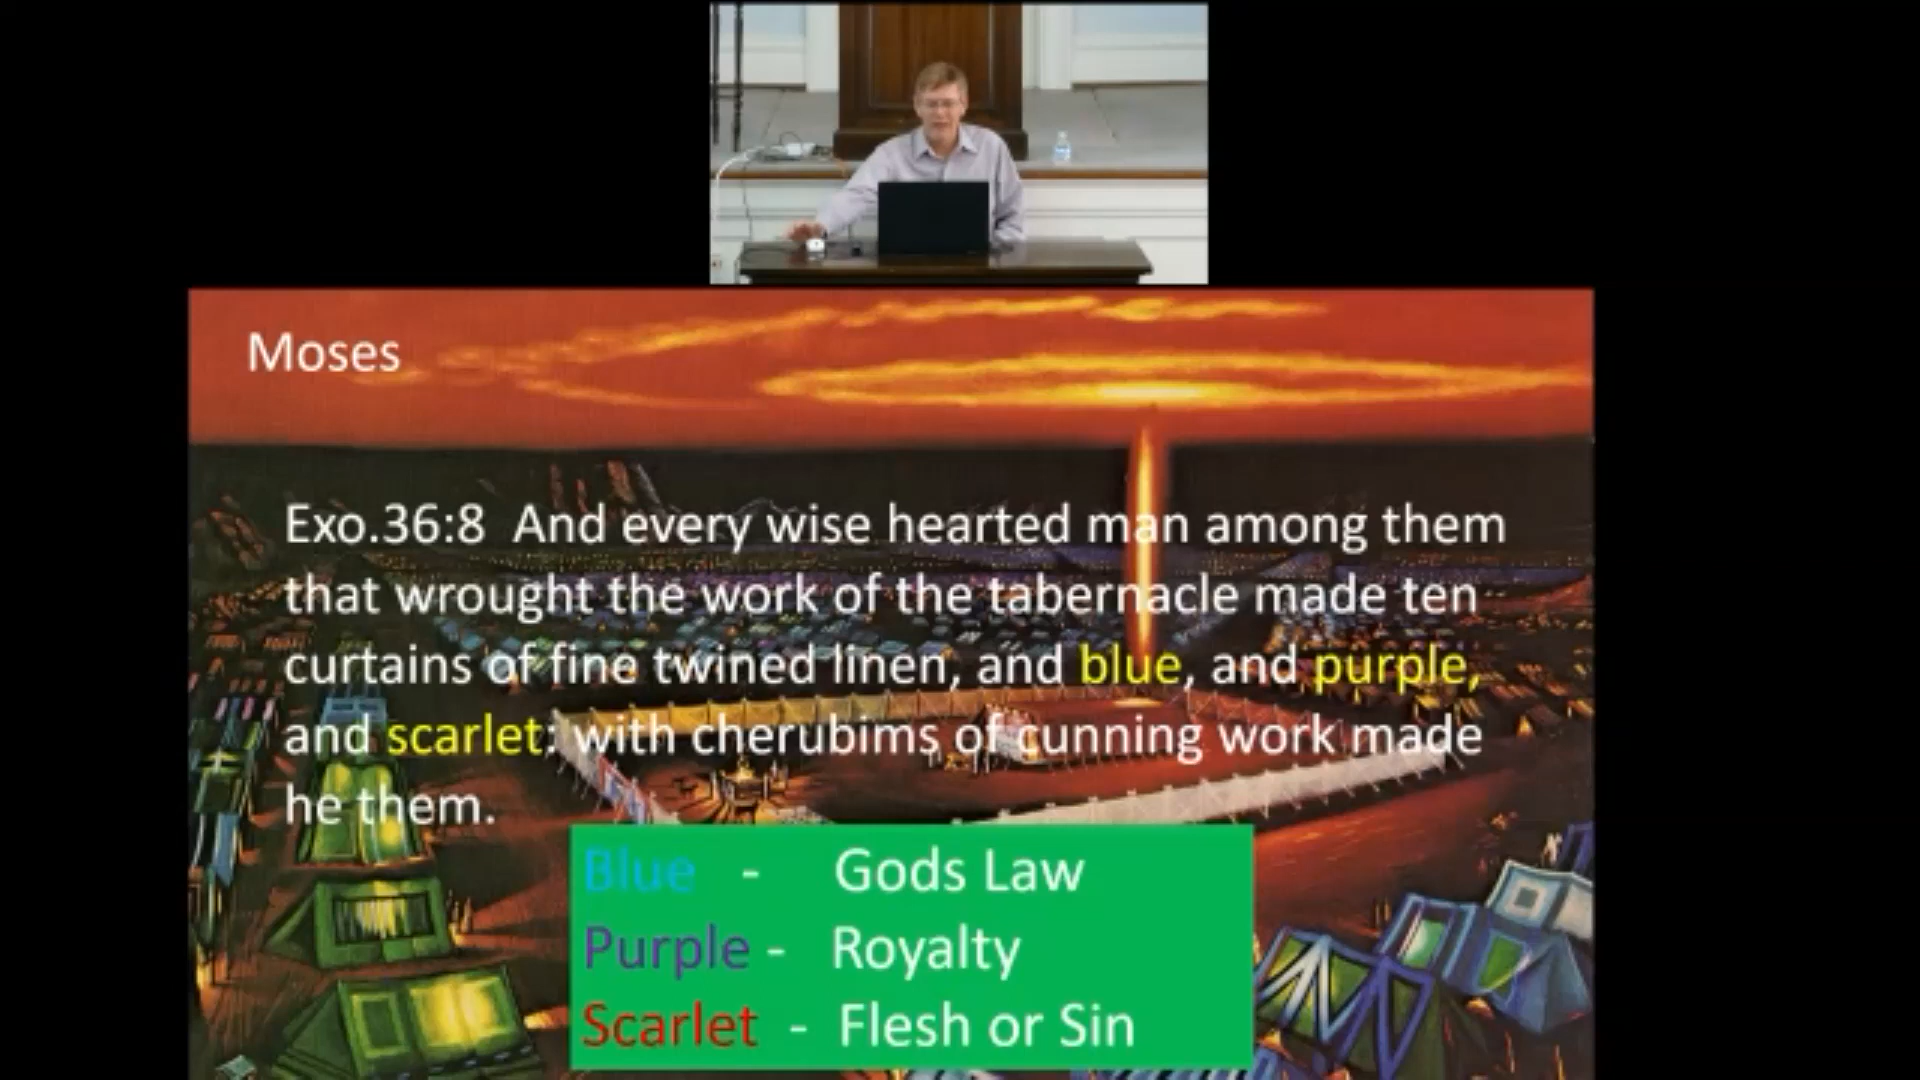 Moses
Exo.36:8  And every wise hearted man among them
that wrought the work of the tabernacle made ten
curtains of fine twined linen, and blue, and purple,
and scarlet: with cherubims of cunning work made
he them.
Blue - Gods Law
Purple - Royalty
Scarlet - Flesh or Sin